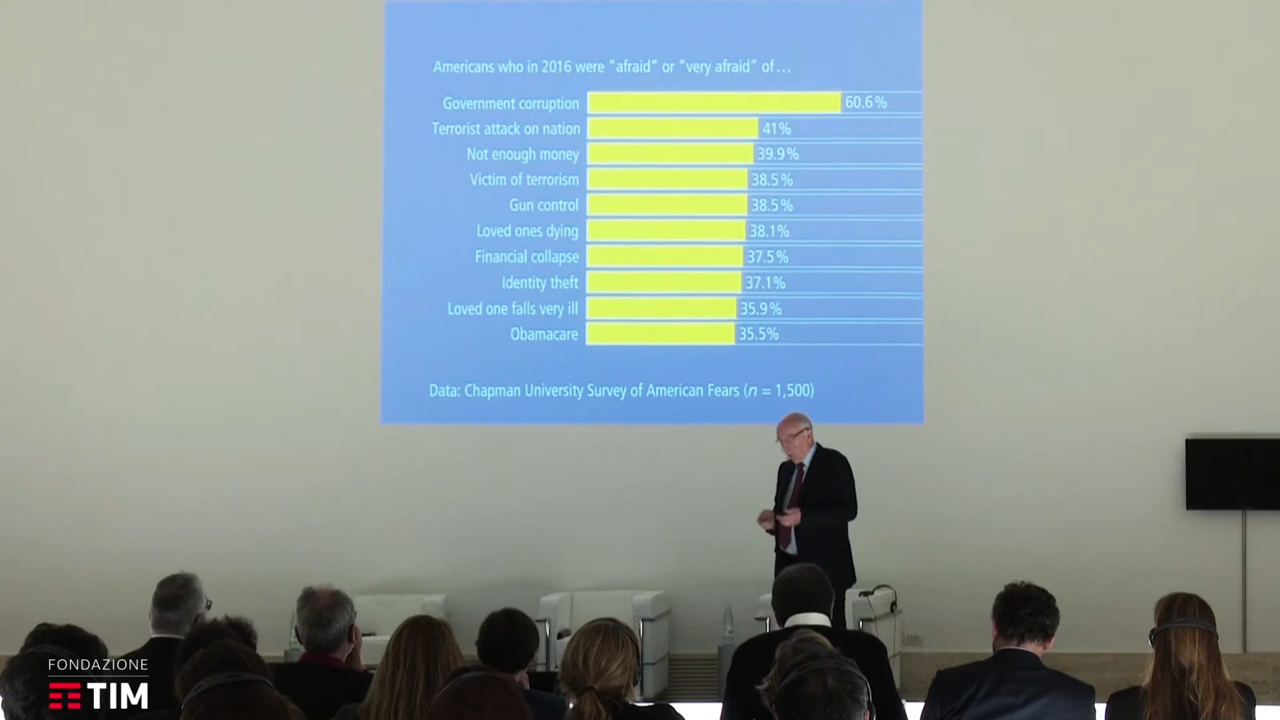 Americans who in 2016 were “afraid” or “very afraid” of…
Government corruption 60.6%
Terrorist attack on nation 41%
Not enough money 39.9%
Victim of terrorism 38.5%
Gun control 38.5%
Loved ones dying 38.1%
Financial collapse 37.5%
Identity theft 37.1%
Loved one falls very ill 35.9%
Obamacare 35.5%
Data: Chapman University Survey of American Fears (n = 1,500)
FONDAZIONE
TIM